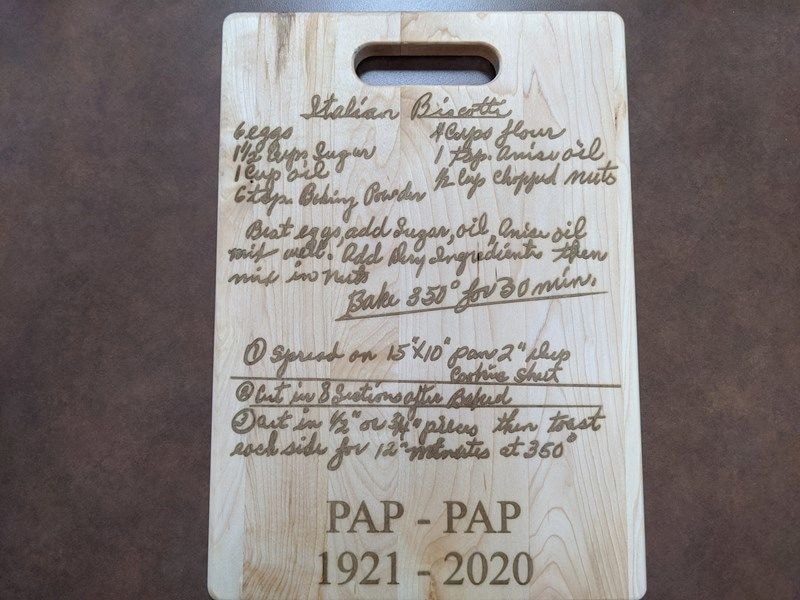 Italian Biscotti
6 eggs 4 Cups flour
1 1/2 Cups Sugar 1 tsp. Anise oil
1 Cup oil 1/2 Cup Chopped nuts
6 tsp. Baking Powder
Beat eggs, add Sugar, oil, Anise oil
mix well. Add Dry Ingredients then
mix in nuts
Bake 350° for 30 min.
① Spread on 15"X10" pan 2" deep
Cookie Sheet
② Cut in 8 Sections after Baked
③ Cut in 1/2" or 3/4" pieces then toast
each side for 12 minutes at 350°
PAP - PAP
1921 - 2020